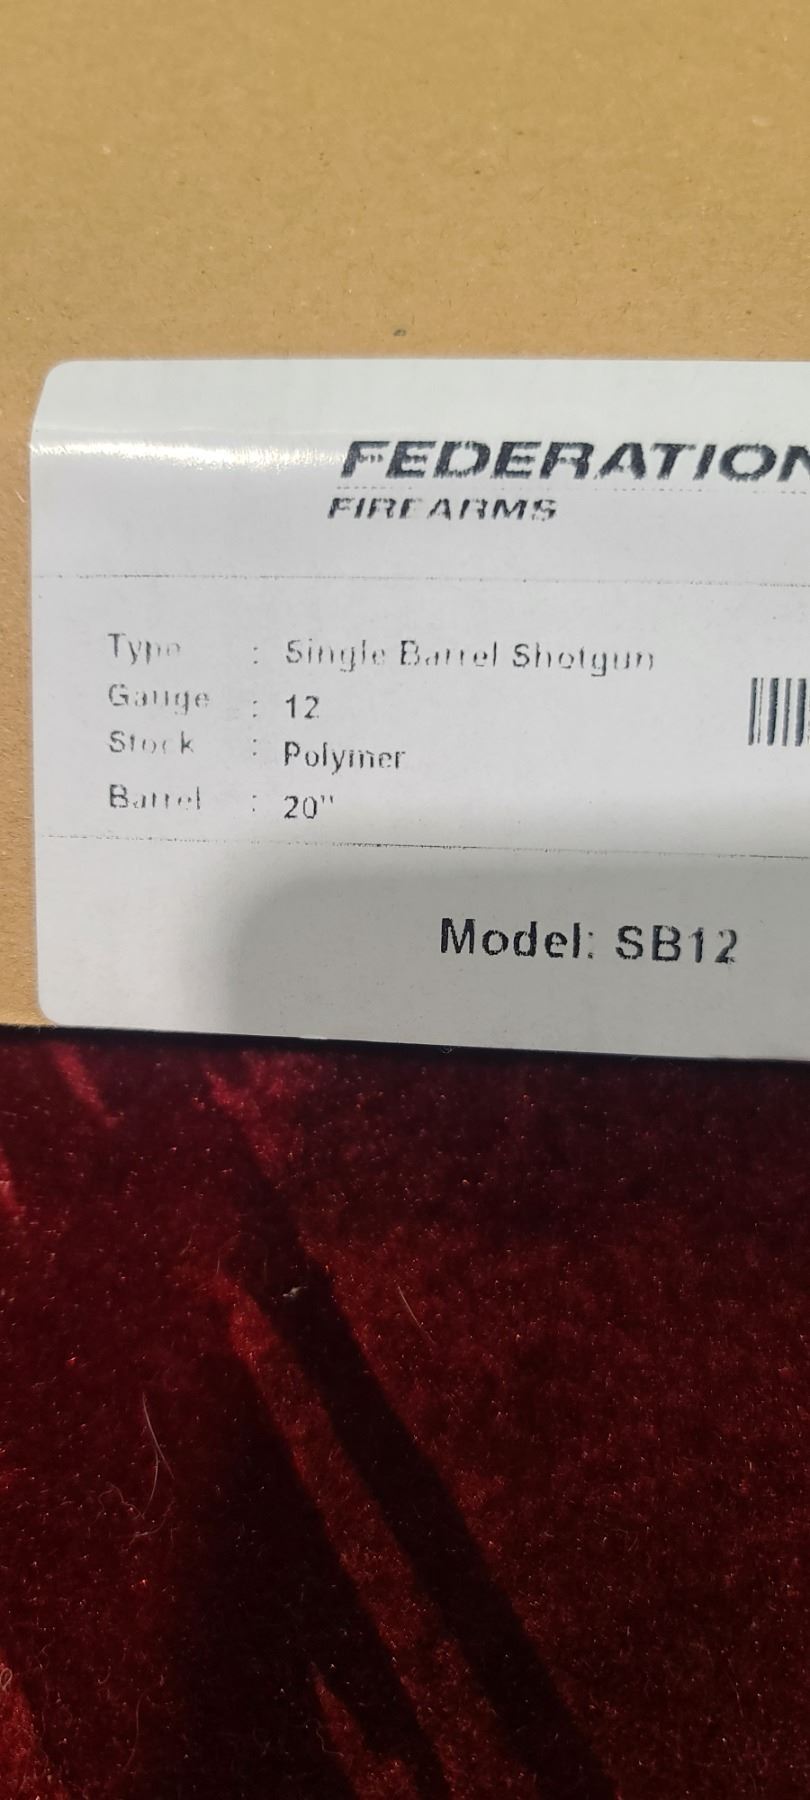 FEDERATION
FIREARMS
Type : Single Barrel Shotgun
Gauge : 12
Stock : Polymer
Barrel : 20"
Model: SB12